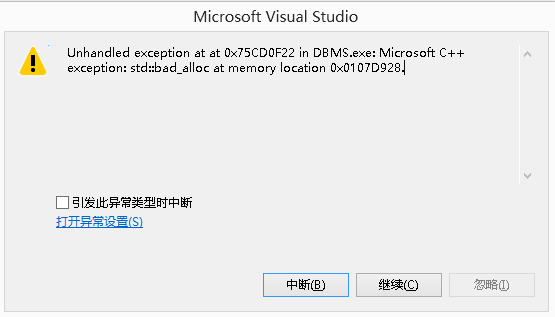 Microsoft Visual Studio
Unhandled exception at at 0x75CD0F22 in DBMS.exe: Microsoft C++
exception: std::bad_alloc at memory location 0x0107D928.
引发此异常类型时中断
打开异常设置(S)
中断(B)
继续(C)
忽略(I)